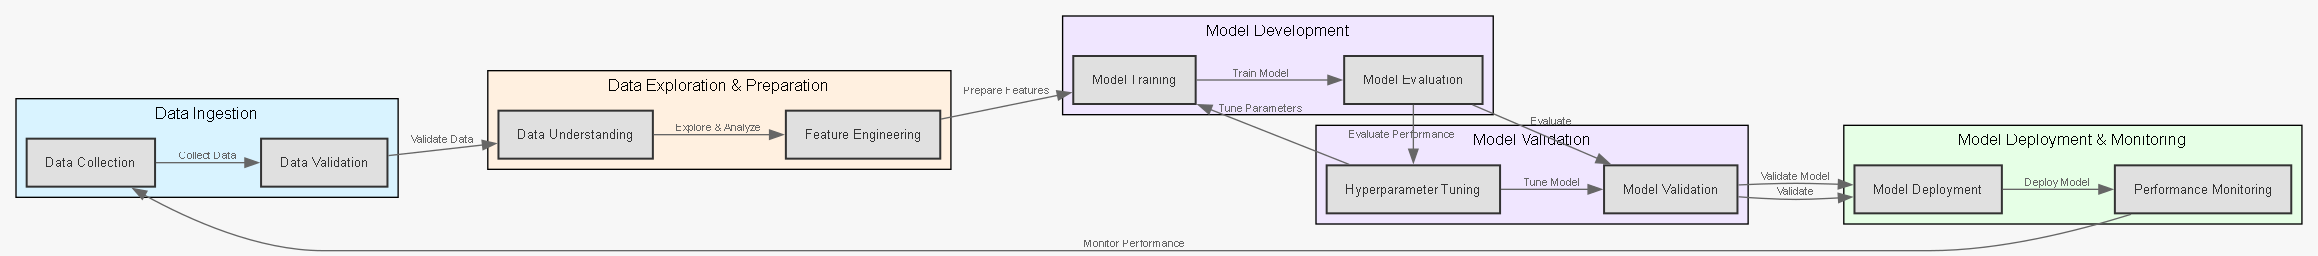 Data Ingestion
Data Collection
Collect Data
Data Validation
Validate Data
Data Exploration & Preparation
Data Understanding
Explore & Analyze
Feature Engineering
Prepare Features
Model Development
Model Training
Train Model
Model Evaluation
Tune Parameters
Evaluate Performance
Evaluate
Model Validation
Hyperparameter Tuning
Tune Model
Model Validation
Validate Model
Validate
Model Deployment & Monitoring
Model Deployment
Deploy Model
Performance Monitoring
Monitor Performance